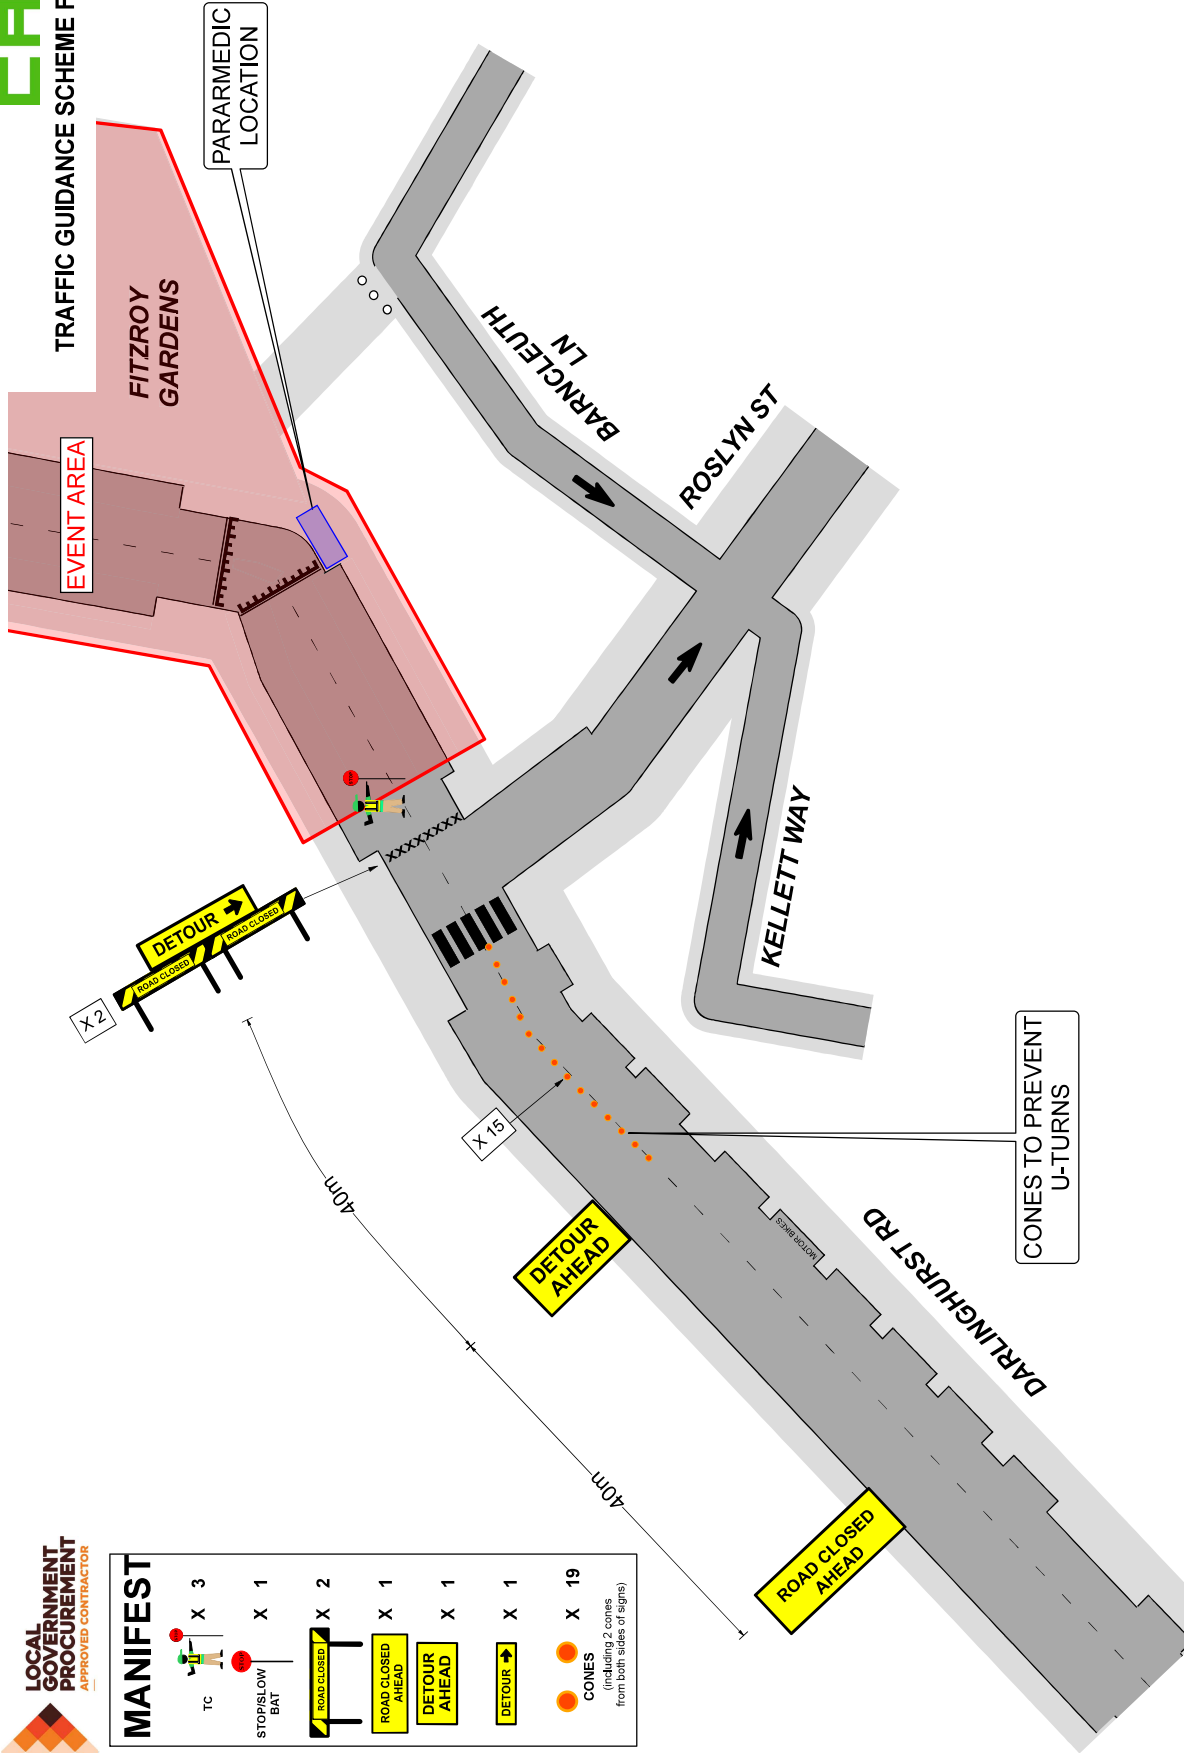 TRAFFIC GUIDANCE SCHEME F
PARARMEDIC
LOCATION
FITZROY
GARDENS
EVENT AREA
BARNCLEUTH
LN
ROSLYN ST
KELLETT WAY
DETOUR
ROAD CLOSED
ROAD CLOSED
X 2
X 15
40m
40m
DETOUR
AHEAD
ROAD CLOSED
AHEAD
MOTOR BIKES
DARLINGHURST RD
CONES TO PREVENT
U-TURNS
LOCAL
GOVERNMENT
PROCUREMENT
APPROVED CONTRACTOR
MANIFEST
TC
X 3
STOP/SLOW
BAT
X 1
ROAD CLOSED
X 2
ROAD CLOSED
AHEAD
X 1
DETOUR
AHEAD
X 1
DETOUR
X 1
CONES
X 19
(including 2 cones
from both sides of signs)